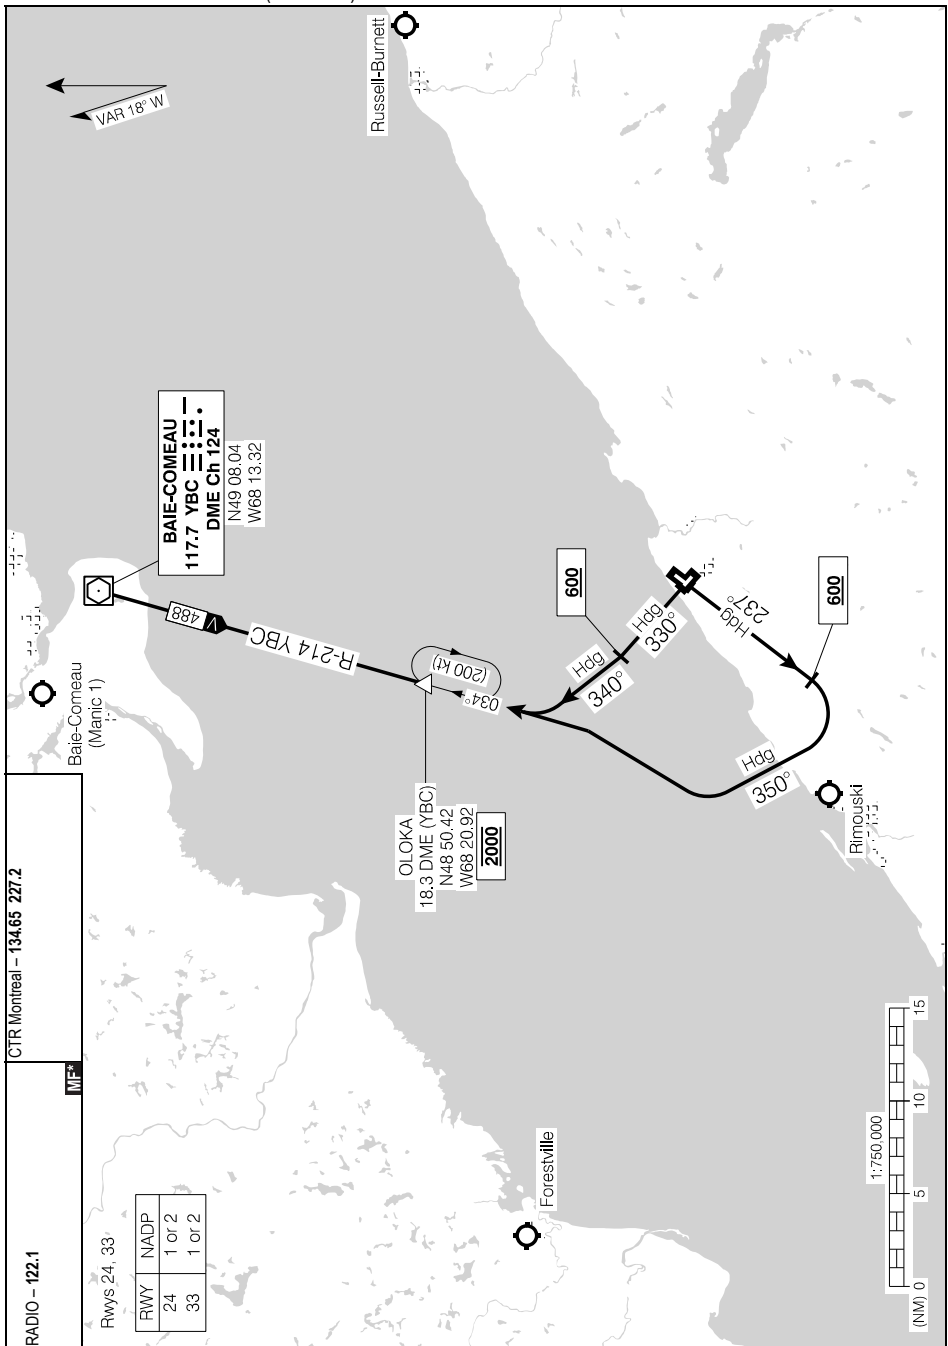 RADIO – 122.1
MF*
CTR Montreal – 134.65 227.2
Rwys 24, 33
RWY NADP
24 1 or 2
33 1 or 2
VAR 18° W
Russell-Burnett
Baie-Comeau
(Manic 1)
BAIE-COMEAU
117.7 YBC
DME Ch 124
N49 08.04
W68 13.32
V 488
R-214 YBC
(200 kt)
034°
OLOKA
18.3 DME (YBC)
N48 50.42
W68 20.92
2000
600
Hdg
330°
Hdg
340°
Hdg
237°
600
Hdg
350°
Rimouski
Forestville
1:750,000
(NM) 0 5 10 15